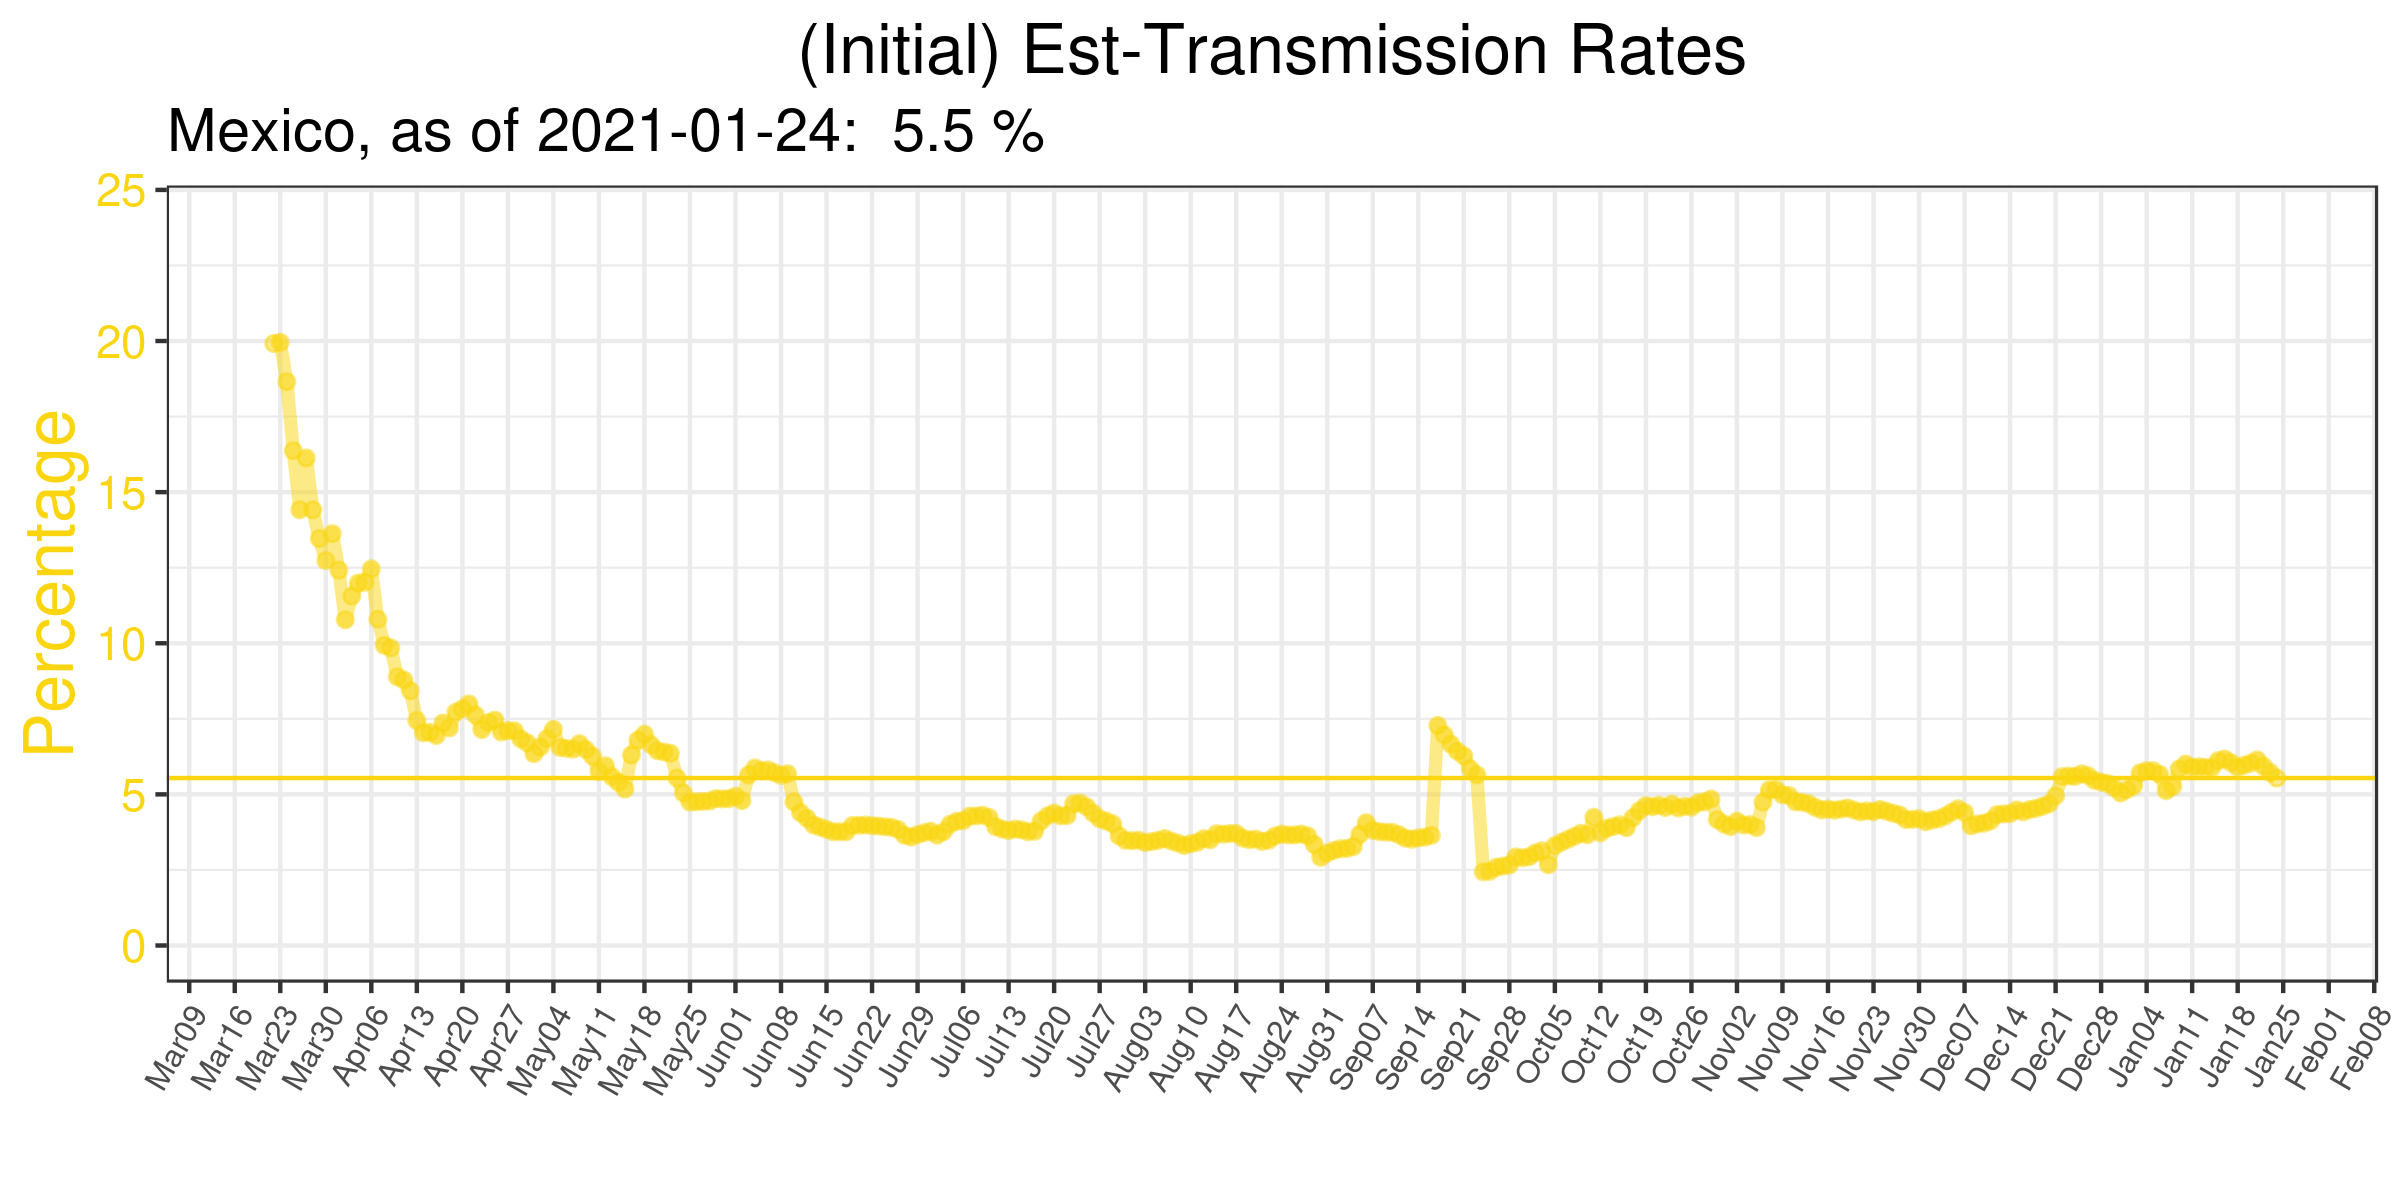 (Initial) Est-Transmission Rates
Mexico, as of 2021-01-24:  5.5 %
Percentage
25
20
15
10
5
0
Mar09
Mar16
Mar23
Mar30
Apr06
Apr13
Apr20
Apr27
May04
May11
May18
May25
Jun01
Jun08
Jun15
Jun22
Jun29
Jul06
Jul13
Jul20
Jul27
Aug03
Aug10
Aug17
Aug24
Aug31
Sep07
Sep14
Sep21
Sep28
Oct05
Oct12
Oct19
Oct26
Nov02
Nov09
Nov16
Nov23
Nov30
Dec07
Dec14
Dec21
Dec28
Jan04
Jan11
Jan18
Jan25
Feb01
Feb08